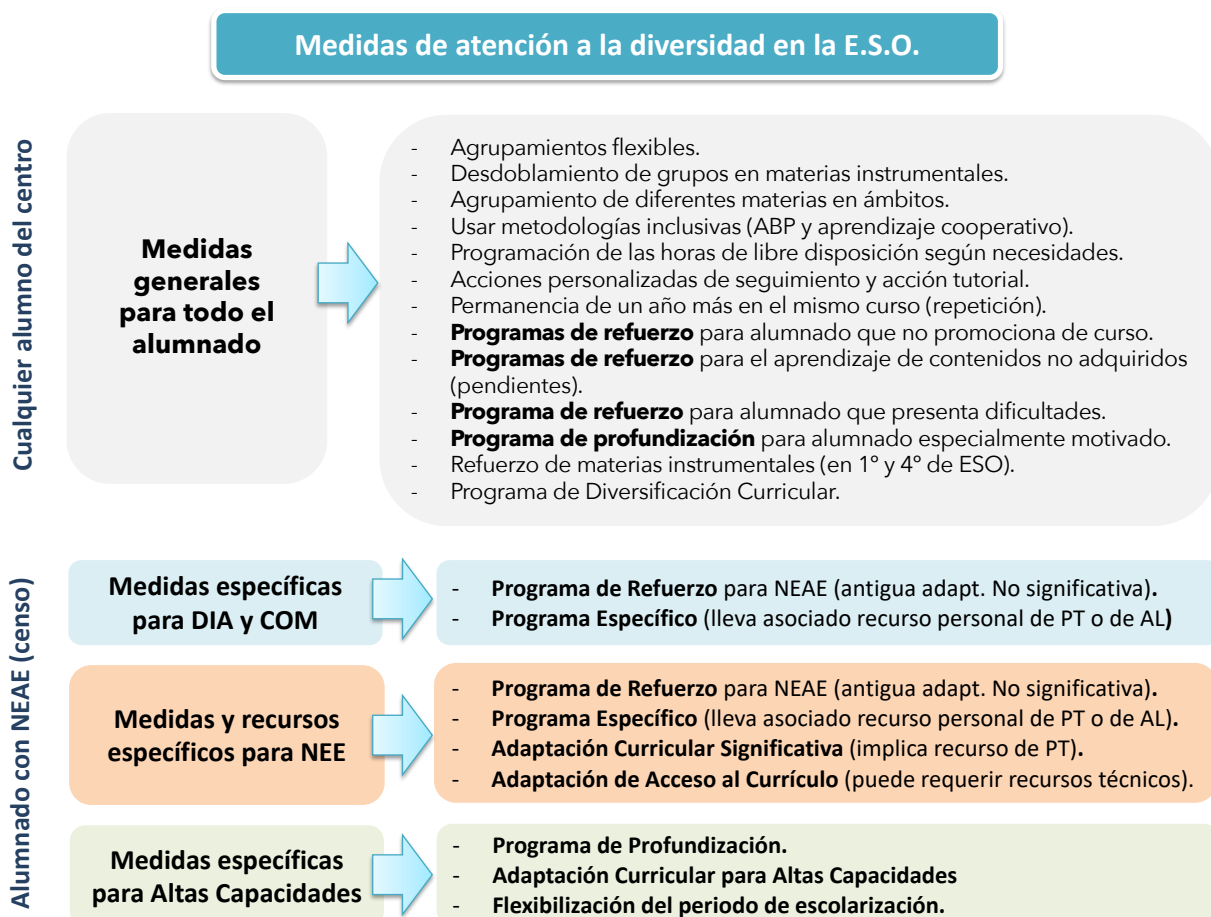 Medidas de atención a la diversidad en la E.S.O.
Cualquier alumno del centro
Medidas
generales
para todo el
alumnado
- Agrupamientos flexibles.
- Desdoblamiento de grupos en materias instrumentales.
- Agrupamiento de diferentes materias en ámbitos.
- Usar metodologías inclusivas (ABP y aprendizaje cooperativo).
- Programación de las horas de libre disposición según necesidades.
- Acciones personalizadas de seguimiento y acción tutorial.
- Permanencia de un año más en el mismo curso (repetición).
- Programas de refuerzo para alumnado que no promociona de curso.
- Programas de refuerzo para el aprendizaje de contenidos no adquiridos
(pendientes).
- Programa de refuerzo para alumnado que presenta dificultades.
- Programa de profundización para alumnado especialmente motivado.
- Refuerzo de materias instrumentales (en 1º y 4º de ESO).
- Programa de Diversificación Curricular.
Alumnado con NEAE (censo)
Medidas específicas
para DIA y COM
- Programa de Refuerzo para NEAE (antigua adapt. No significativa).
- Programa Específico (lleva asociado recurso personal de PT o de AL)
Medidas y recursos
específicos para NEE
- Programa de Refuerzo para NEAE (antigua adapt. No significativa).
- Programa Específico (lleva asociado recurso personal de PT o de AL).
- Adaptación Curricular Significativa (implica recurso de PT).
- Adaptación de Acceso al Currículo (puede requerir recursos técnicos).
Medidas específicas
para Altas Capacidades
- Programa de Profundización.
- Adaptación Curricular para Altas Capacidades
- Flexibilización del periodo de escolarización.